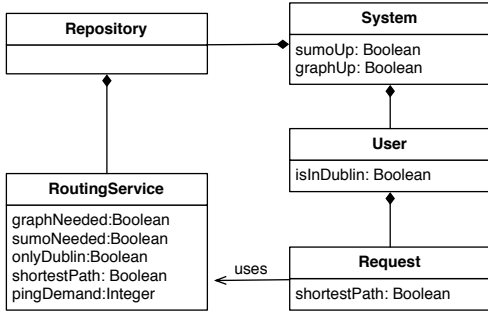 Repository
System
sumoUp: Boolean
graphUp: Boolean
User
isInDublin: Boolean
RoutingService
graphNeeded:Boolean
sumoNeeded:Boolean
onlyDublin:Boolean
shortestPath: Boolean
pingDemand:Integer
uses
Request
shortestPath: Boolean